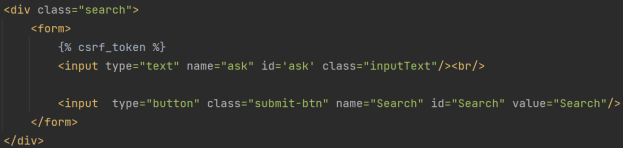 <div class="search">
<form>
{% csrf_token %}
<input type="text" name="ask" id='ask' class="inputText"/><br/>
<input  type="button" class="submit-btn" name="Search" id="Search" value="Search"/>
</form>
</div>